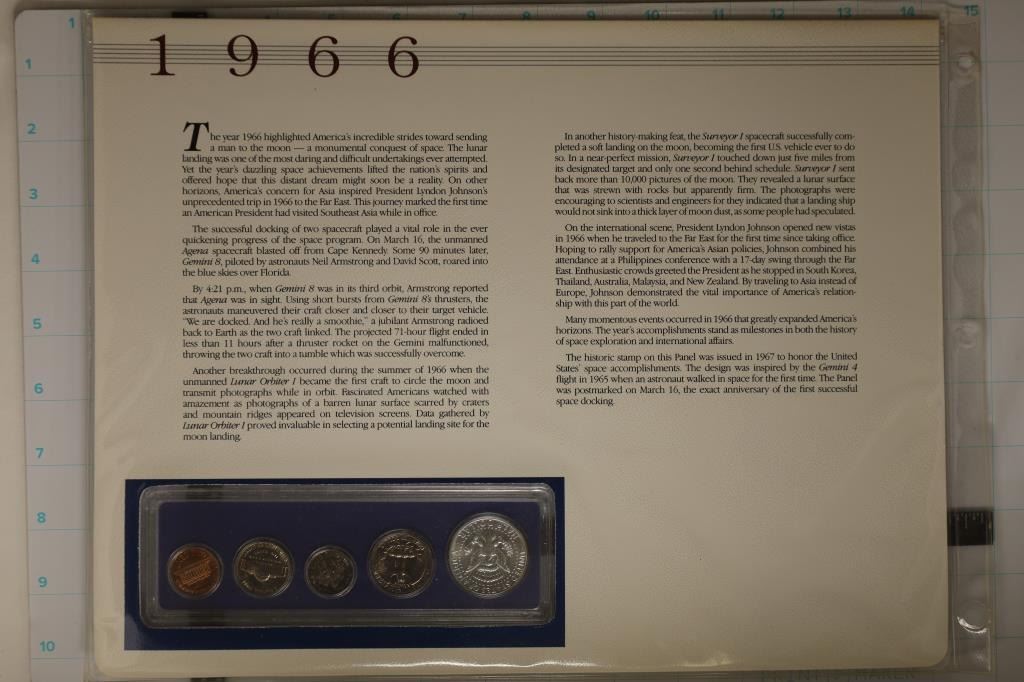 1 8 9 10 11 12 13 14 15
1 9 6 6
The year 1966 highlighted America's incredible strides toward sending
a man to the moon — a monumental conquest of space. The lunar
landing was one of the most daring and difficult undertakings ever attempted.
Yet the year's dazzling space achievements lifted the nation's spirits and
offered hope that this distant dream might soon be a reality. On other
horizons, America's concern for Asia inspired President Lyndon Johnson's
unprecedented trip in 1966 to the Far East. This journey marked the first time
an American President had visited Southeast Asia while in office.
The successful docking of two spacecraft played a vital role in the ever
quickening progress of the space program. On March 16, the unmanned
Agena spacecraft blasted off from Cape Kennedy. Some 90 minutes later,
Gemini 8, piloted by astronauts Neil Armstrong and David Scott, roared into
the blue skies over Florida.
By 4:21 p.m., when Gemini 8 was in its third orbit, Armstrong reported
that Agena was in sight. Using short bursts from Gemini 8's thrusters, the
astronauts maneuvered their craft closer and closer to their target vehicle.
"We are docked. And he's really a smoothie," a jubilant Armstrong radioed
back to Earth as the two craft linked. The projected 71-hour flight ended in
less than 11 hours after a thruster rocket on the Gemini malfunctioned,
throwing the two craft into a tumble which was successfully overcome.
Another breakthrough occurred during the summer of 1966 when the
unmanned Lunar Orbiter I became the first craft to circle the moon and
transmit photographs while in orbit. Fascinated Americans watched with
amazement as photographs of a barren lunar surface scarred by craters
and mountain ridges appeared on television screens. Data gathered by
Lunar Orbiter I proved invaluable in selecting a potential landing site for the
moon landing.
In another history-making feat, the Surveyor I spacecraft successfully com-
pleted a soft landing on the moon, becoming the first U.S. vehicle ever to do
so. In a near-perfect mission, Surveyor I touched down just five miles from
its designated target and only one second behind schedule. Surveyor I sent
back more than 10,000 pictures of the moon. They revealed a lunar surface
that was strewn with rocks but apparently firm. The photographs were
encouraging to scientists and engineers for they indicated that a landing ship
would not sink into a thick layer of moon dust, as some people had speculated.
On the international scene, President Lyndon Johnson opened new vistas
in 1966 when he traveled to the Far East for the first time since taking office.
Hoping to rally support for America's Asian policies, Johnson combined his
attendance at a Philippines conference with a 17-day swing through the Far
East. Enthusiastic crowds greeted the President as he stopped in South Korea,
Thailand, Australia, Malaysia, and New Zealand. By traveling to Asia instead of
Europe, Johnson demonstrated the vital importance of America's relation-
ship with this part of the world.
Many momentous events occurred in 1966 that greatly expanded America's
horizons. The year's accomplishments stand as milestones in both the history
of space exploration and international affairs.
The historic stamp on this Panel was issued in 1967 to honor the United
States' space accomplishments. The design was inspired by the Gemini 4
flight in 1965 when an astronaut walked in space for the first time. The Panel
was postmarked on March 16, the exact anniversary of the first successful
space docking.
1
2
3
4
5
6
7
8
9
10